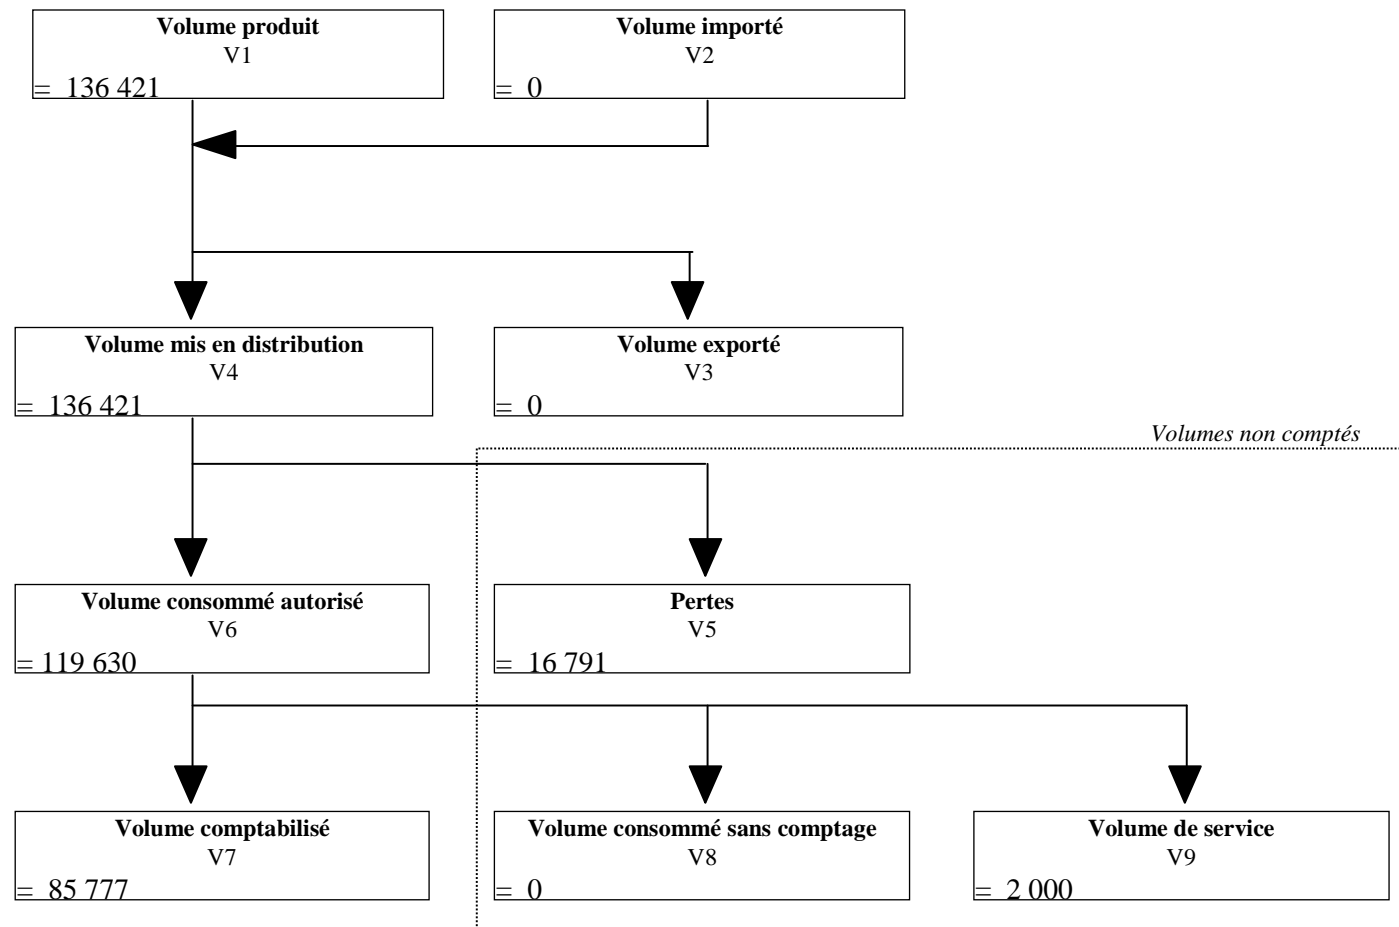 Volume produit
V1
= 136 421
Volume importé
V2
= 0
Volume mis en distribution
V4
= 136 421
Volume exporté
V3
= 0
Volumes non comptés
Volume consommé autorisé
V6
= 119 630
Pertes
V5
= 16 791
Volume comptabilisé
V7
= 85 777
Volume consommé sans comptage
V8
= 0
Volume de service
V9
= 2 000